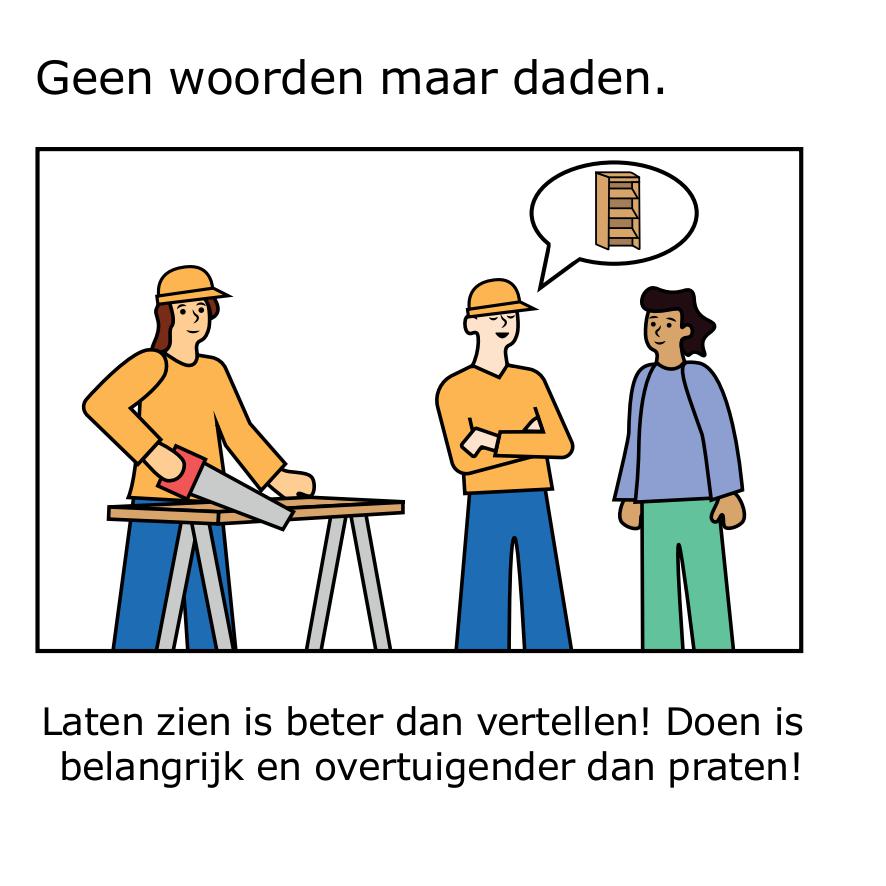 Geen woorden maar daden.
Laten zien is beter dan vertellen! Doen is
belangrijk en overtuigender dan praten!